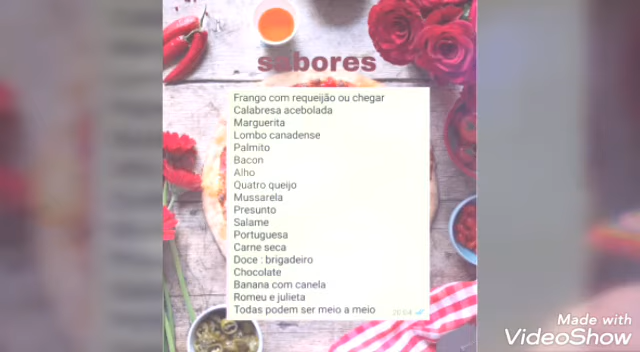 sabores
Frango com requeijão ou chegar
Calabresa acebolada
Marguerita
Lombo canadense
Palmito
Bacon
Alho
Quatro queijo
Mussarela
Presunto
Salame
Portuguesa
Carne seca
Doce : brigadeiro
Chocolate
Banana com canela
Romeu e julieta
Todas podem ser meio a meio
20:54
Made with
VideoShow